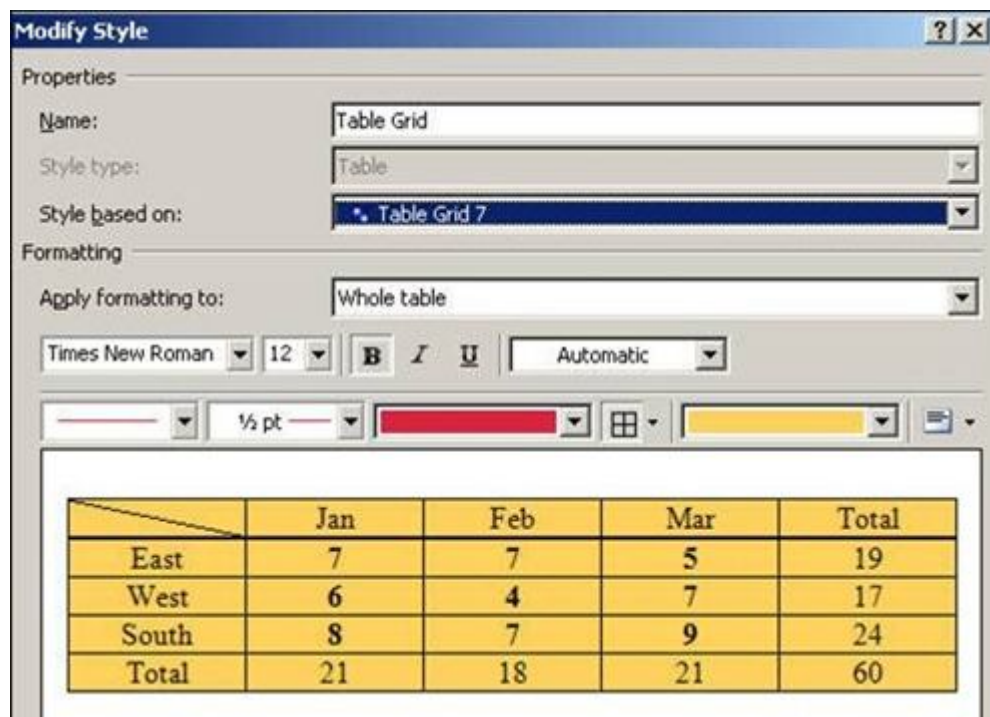 Modify Style
Properties
Name: Table Grid
Style type: Table
Style based on: Table Grid 7
Formatting
Apply formatting to: Whole table
Times New Roman 12 B I U Automatic
½ pt
Jan Feb Mar Total
East 7 7 5 19
West 6 4 7 17
South 8 7 9 24
Total 21 18 21 60